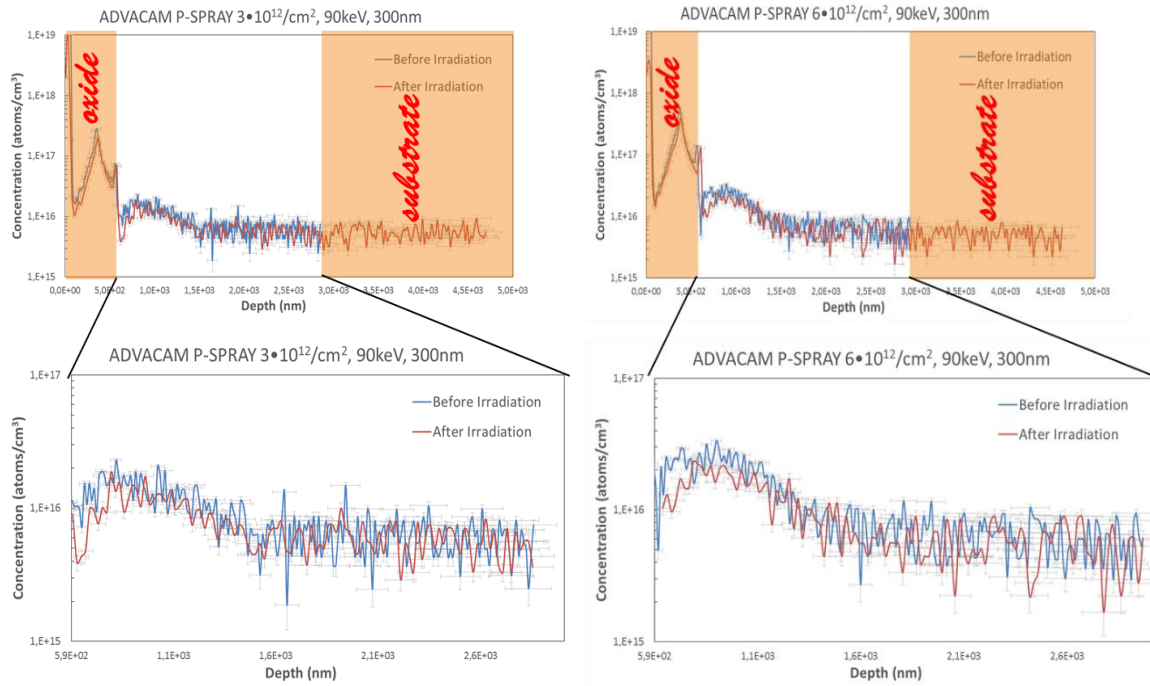 ADVACAM P-SPRAY 3•10¹²/cm², 90keV, 300nm
1,E+19
1,E+18
1,E+17
1,E+16
1,E+15
Concentration (atoms/cm³)
oxide
Before Irradiation
After Irradiation
substrate
0,0E+00 5,0E+02 1,0E+03 1,5E+03 2,0E+03 2,5E+03 3,0E+03 3,5E+03 4,0E+03 4,5E+03 5,0E+03
Depth (nm)
ADVACAM P-SPRAY 6•10¹²/cm², 90keV, 300nm
1,E+19
1,E+18
1,E+17
1,E+16
1,E+15
Concentration (atoms/cm³)
oxide
Before Irradiation
After Irradiation
substrate
0,0E+00 5,0E+02 1,0E+03 1,5E+03 2,0E+03 2,5E+03 3,0E+03 3,5E+03 4,0E+03 4,5E+03 5,0E+03
Depth (nm)
ADVACAM P-SPRAY 3•10¹²/cm², 90keV, 300nm
1,E+17
1,E+16
1,E+15
Concentration (atoms/cm³)
Before Irradiation
After Irradiation
5,9E+02 1,1E+03 1,6E+03 2,1E+03 2,6E+03
Depth (nm)
ADVACAM P-SPRAY 6•10¹²/cm², 90keV, 300nm
1,E+17
1,E+16
1,E+15
Concentration (atoms/cm³)
Before Irradiation
After Irradiation
5,9E+02 1,1E+03 1,6E+03 2,1E+03 2,6E+03
Depth (nm)